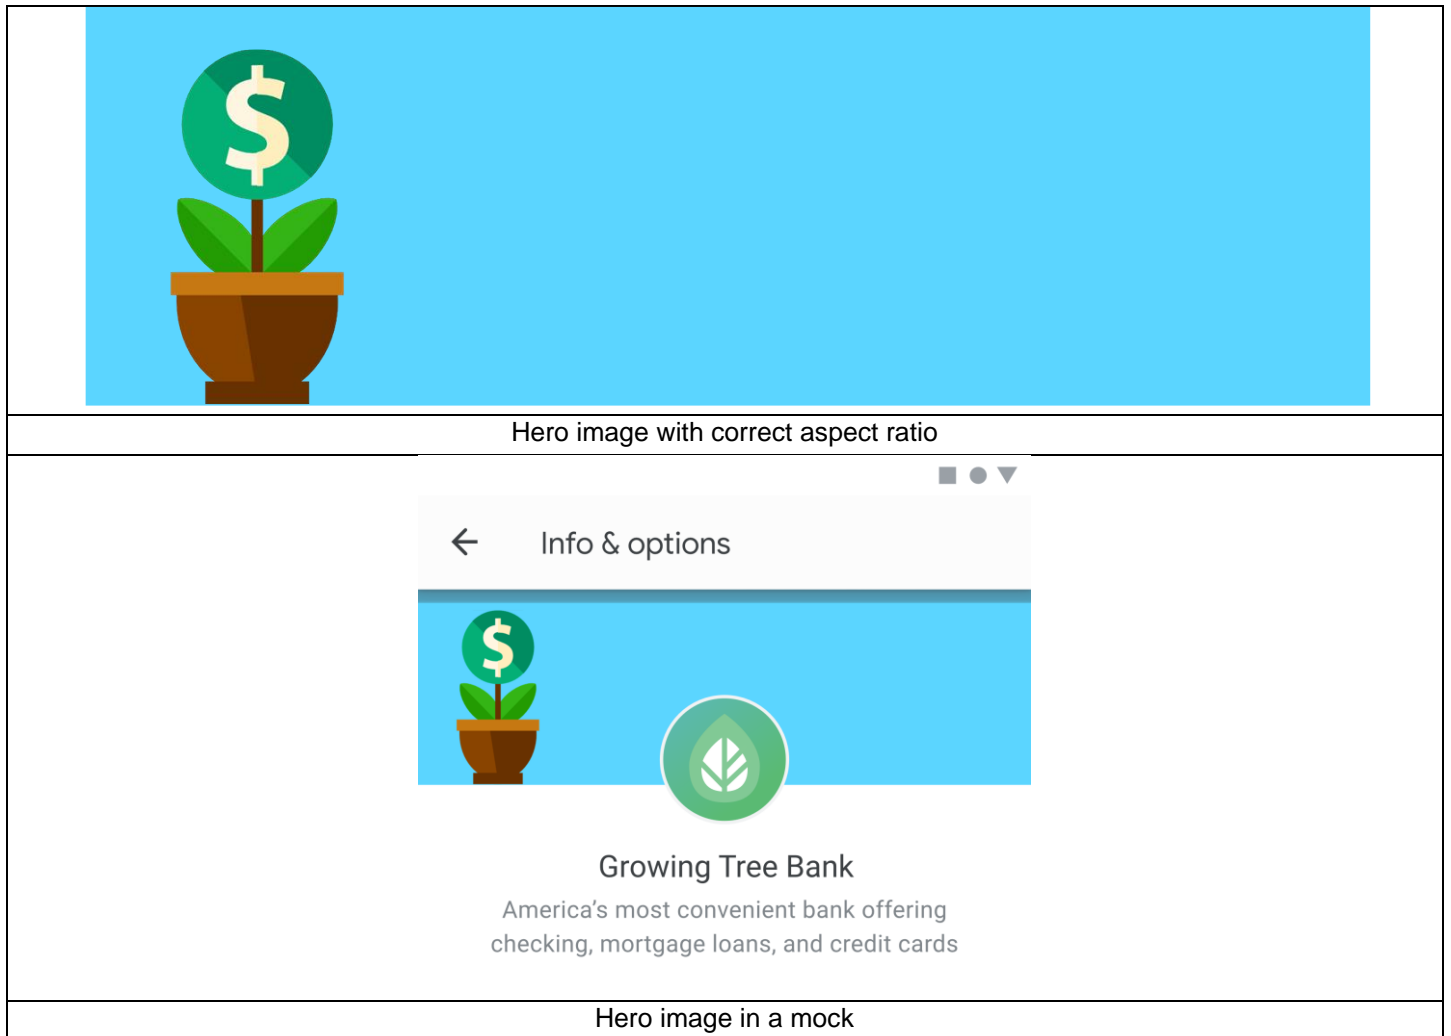 $
Hero image with correct aspect ratio
Info & options
$
Growing Tree Bank
America's most convenient bank offering
checking, mortgage loans, and credit cards
Hero image in a mock